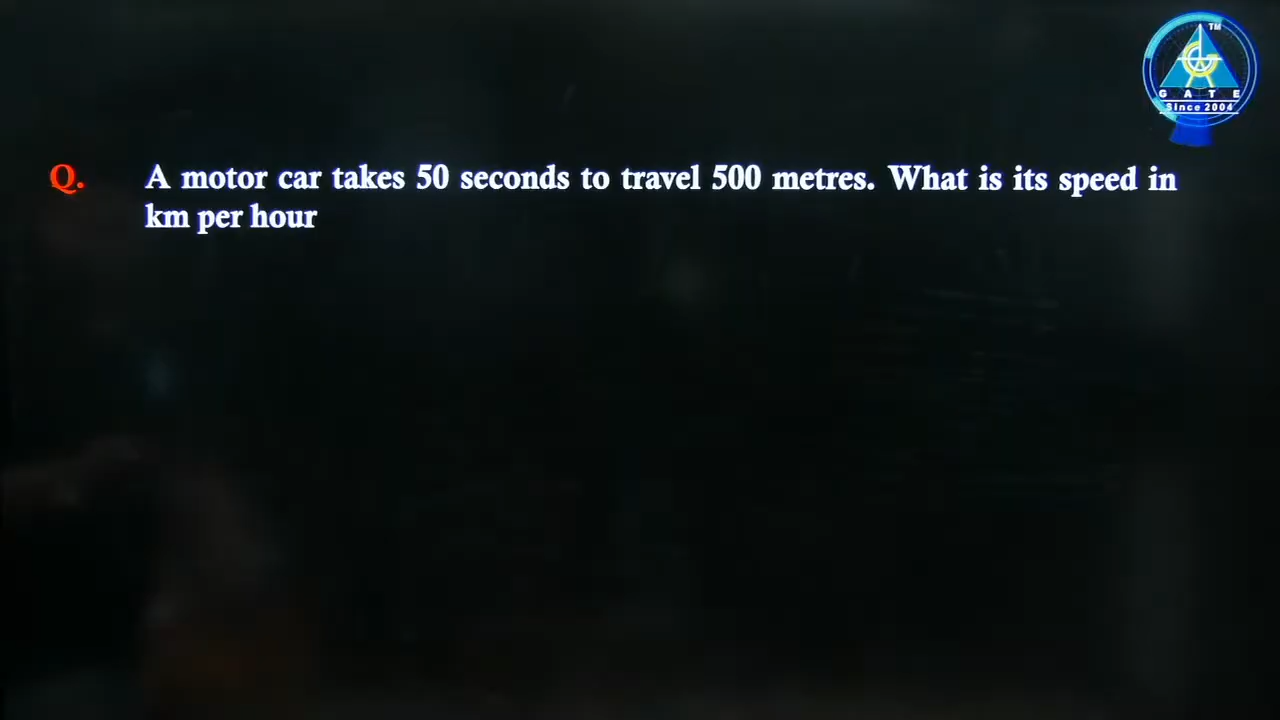 TM
G A T E
Since 2004
Q. A motor car takes 50 seconds to travel 500 metres. What is its speed in
km per hour